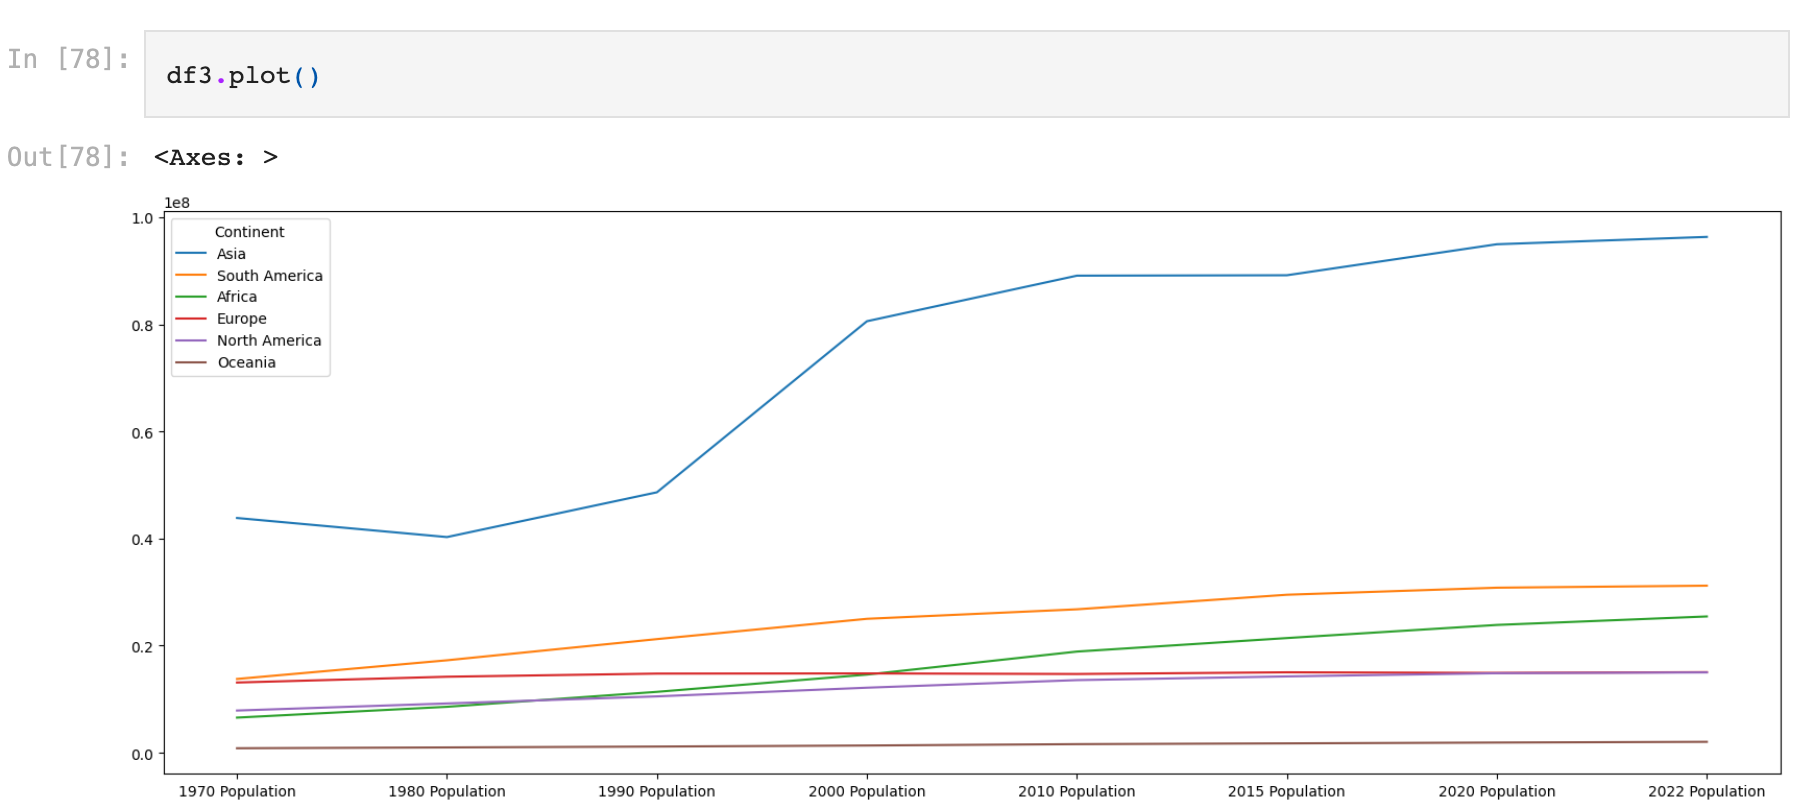 In [78]:
df3.plot()
Out[78]: <Axes: >
1e8
1.0
0.8
0.6
0.4
0.2
0.0
Continent
Asia
South America
Africa
Europe
North America
Oceania
1970 Population 1980 Population 1990 Population 2000 Population 2010 Population 2015 Population 2020 Population 2022 Population